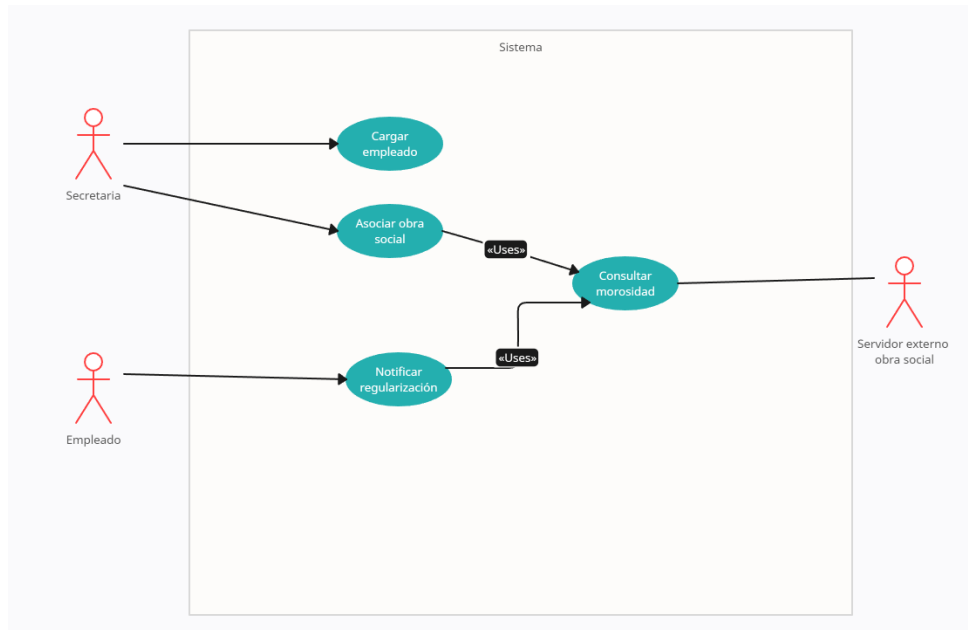 Sistema
Cargar
empleado
Secretaria
Asociar obra
social
«Uses»
Consultar
morosidad
Servidor externo
obra social
«Uses»
Notificar
regularización
Empleado